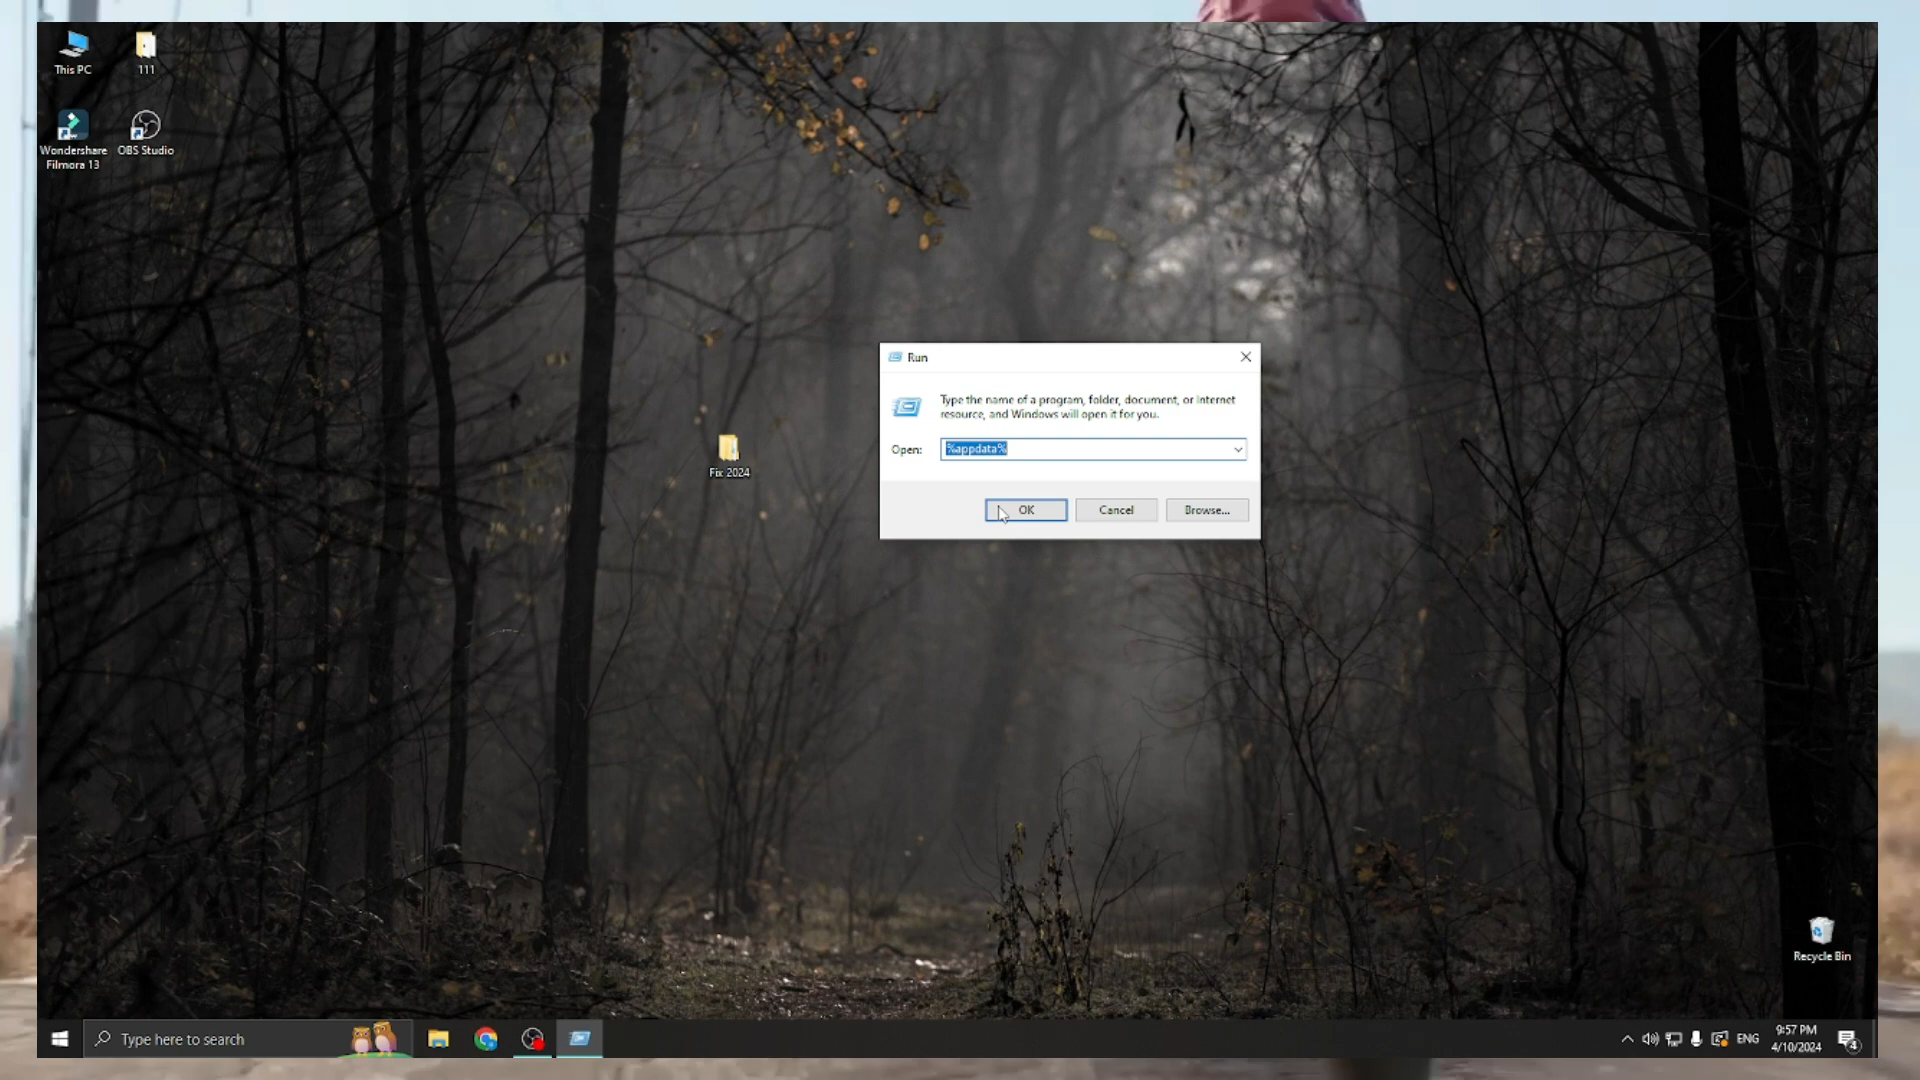 This PC
111
Wondershare
Filmora 13
OBS Studio
Fix 2024
Run
Type the name of a program, folder, document, or Internet
resource, and Windows will open it for you.
Open:
%appdata%
OK
Cancel
Browse...
Recycle Bin
Type here to search
ENG
9:57 PM
4/10/2024
4